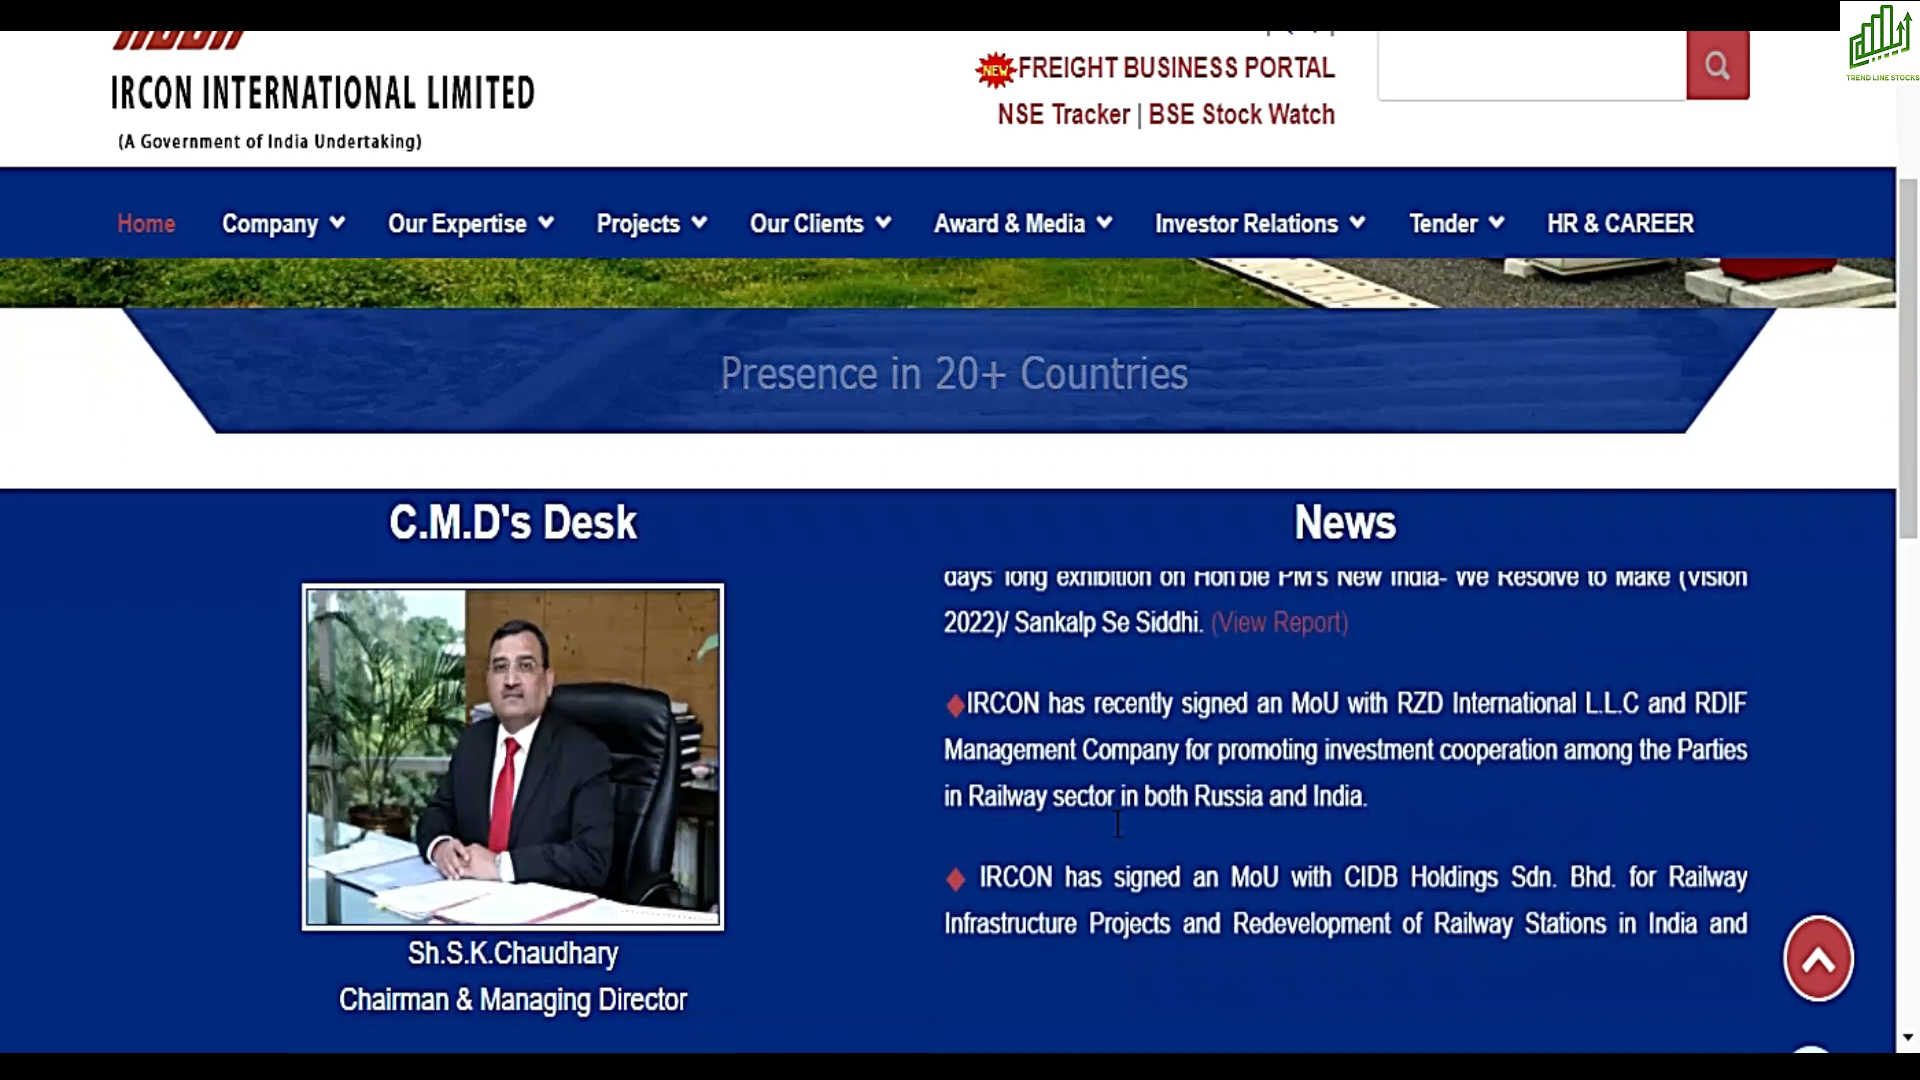 IRCON INTERNATIONAL LIMITED
(A Government of India Undertaking)
NEW FREIGHT BUSINESS PORTAL
NSE Tracker | BSE Stock Watch
TREND LINE STOCKS
Home Company Our Expertise Projects Our Clients Award & Media Investor Relations Tender HR & CAREER
Presence in 20+ Countries
C.M.D's Desk
Sh.S.K.Chaudhary
Chairman & Managing Director
News
days' long exhibition on Hon'ble PM's New India- We Resolve to Make (Vision
2022)/ Sankalp Se Siddhi. (View Report)
IRCON has recently signed an MoU with RZD International L.L.C and RDIF
Management Company for promoting investment cooperation among the Parties
in Railway sector in both Russia and India.
IRCON has signed an MoU with CIDB Holdings Sdn. Bhd. for Railway
Infrastructure Projects and Redevelopment of Railway Stations in India and